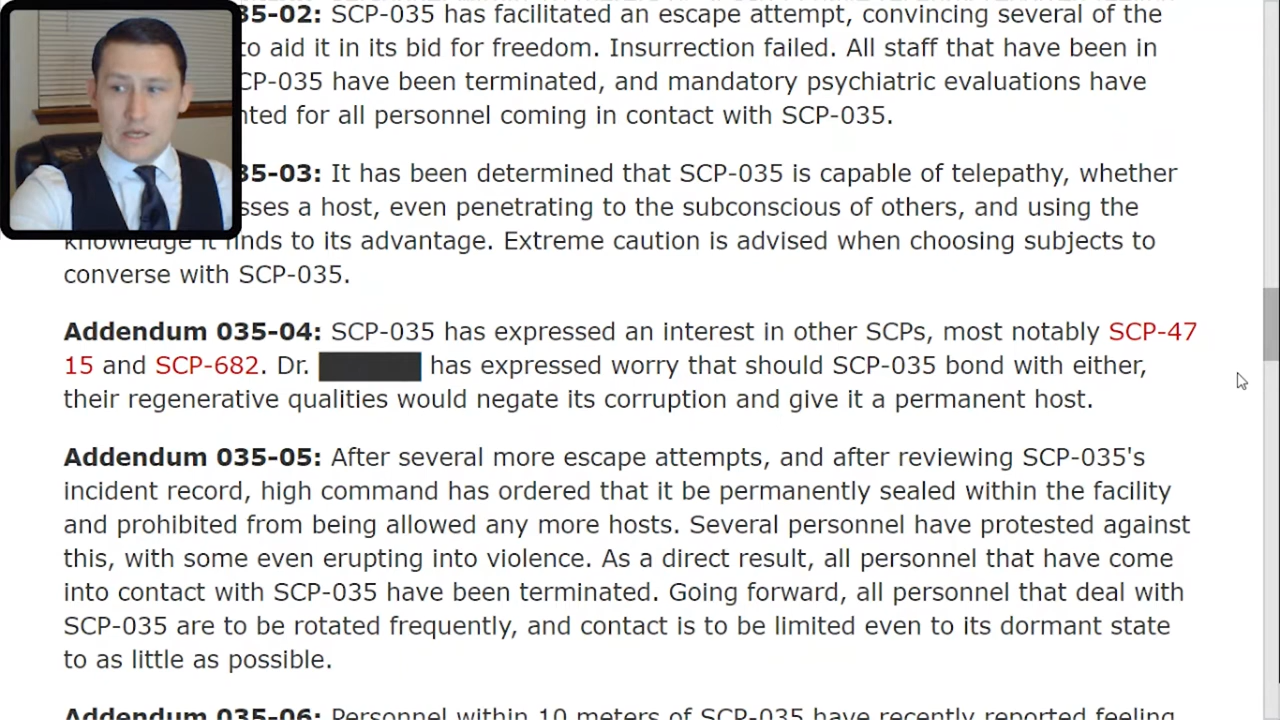 35-02: SCP-035 has facilitated an escape attempt, convincing several of the
to aid it in its bid for freedom. Insurrection failed. All staff that have been in
CP-035 have been terminated, and mandatory psychiatric evaluations have
nted for all personnel coming in contact with SCP-035.
35-03: It has been determined that SCP-035 is capable of telepathy, whether
sses a host, even penetrating to the subconscious of others, and using the
knowledge it finds to its advantage. Extreme caution is advised when choosing subjects to
converse with SCP-035.
Addendum 035-04: SCP-035 has expressed an interest in other SCPs, most notably SCP-47
15 and SCP-682. Dr. has expressed worry that should SCP-035 bond with either,
their regenerative qualities would negate its corruption and give it a permanent host.
Addendum 035-05: After several more escape attempts, and after reviewing SCP-035's
incident record, high command has ordered that it be permanently sealed within the facility
and prohibited from being allowed any more hosts. Several personnel have protested against
this, with some even erupting into violence. As a direct result, all personnel that have come
into contact with SCP-035 have been terminated. Going forward, all personnel that deal with
SCP-035 are to be rotated frequently, and contact is to be limited even to its dormant state
to as little as possible.
Addendum 035-06: Personnel within 10 meters of SCP-035 have recently reported feeling